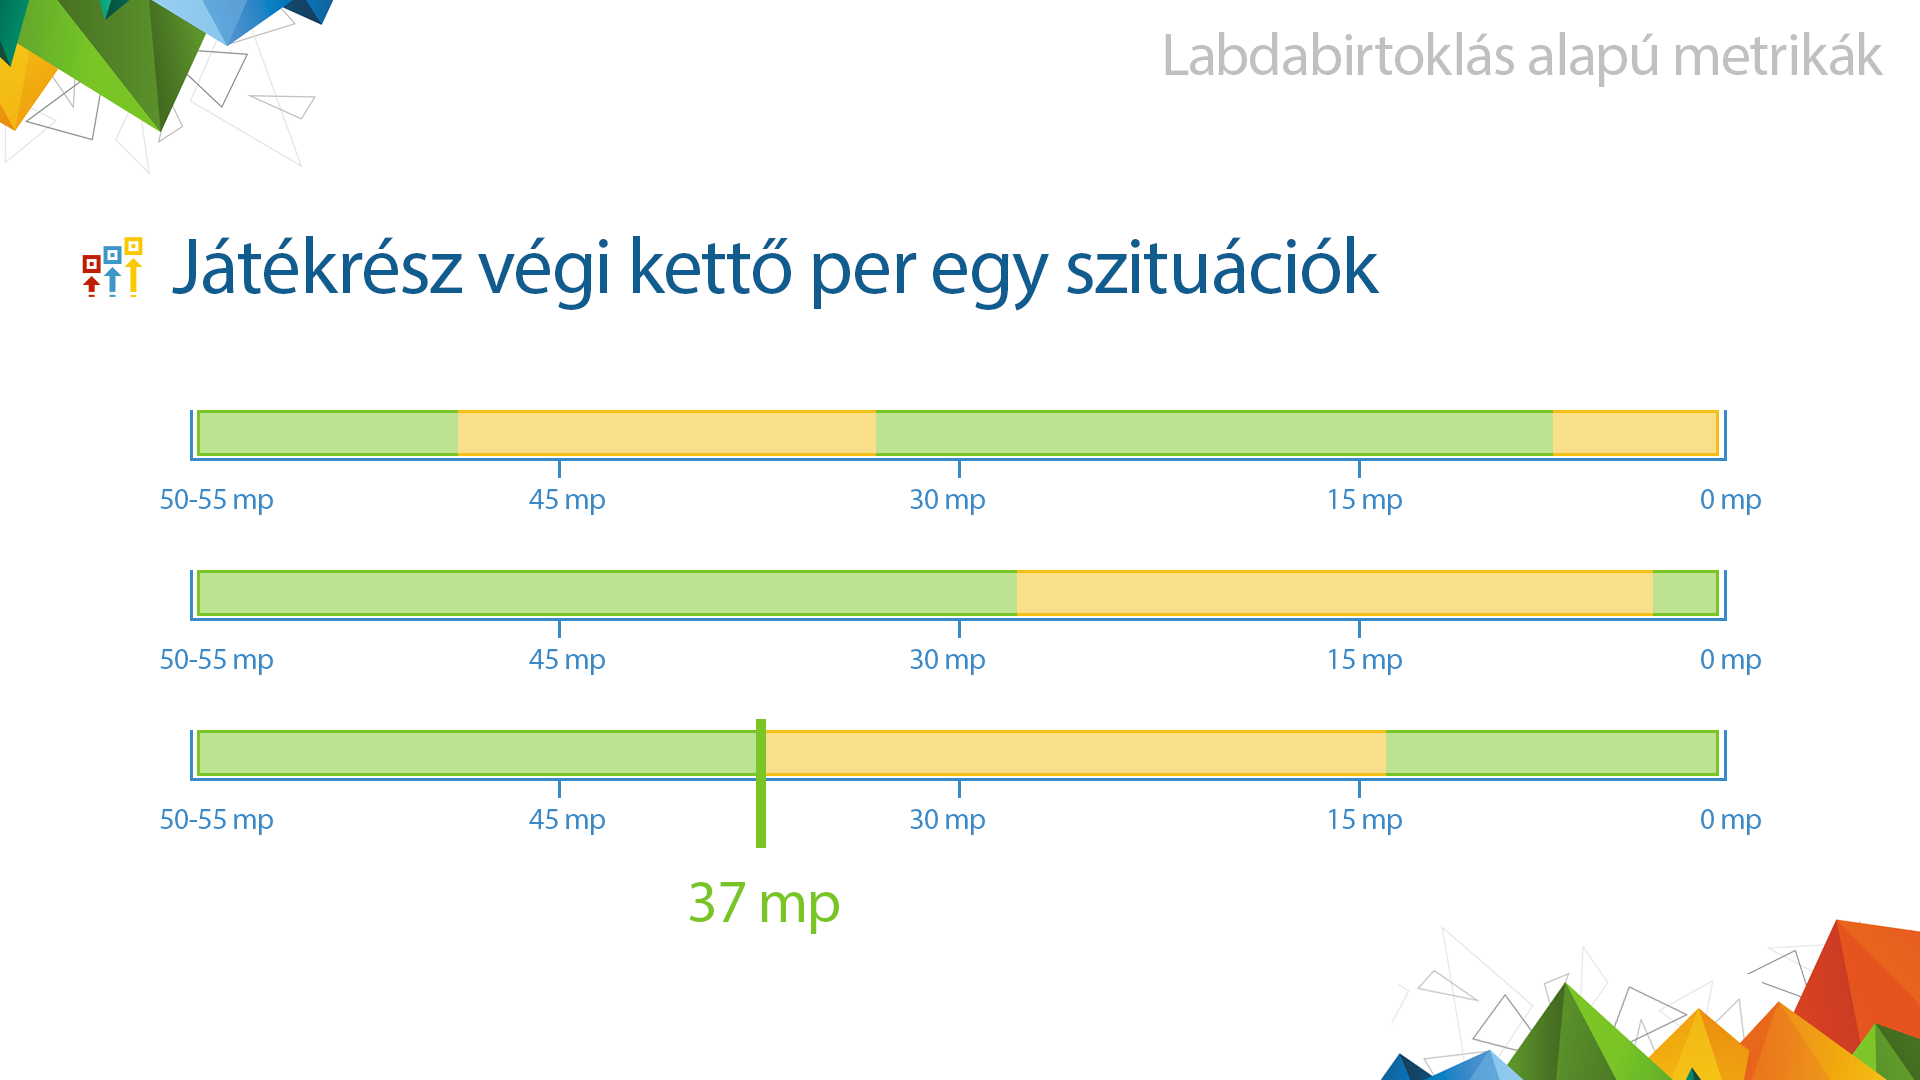 Labdabirtoklás alapú metrikák
Játékrész végi kettő per egy szituációk
50-55 mp 45 mp 30 mp 15 mp 0 mp
50-55 mp 45 mp 30 mp 15 mp 0 mp
50-55 mp 45 mp 30 mp 15 mp 0 mp
37 mp